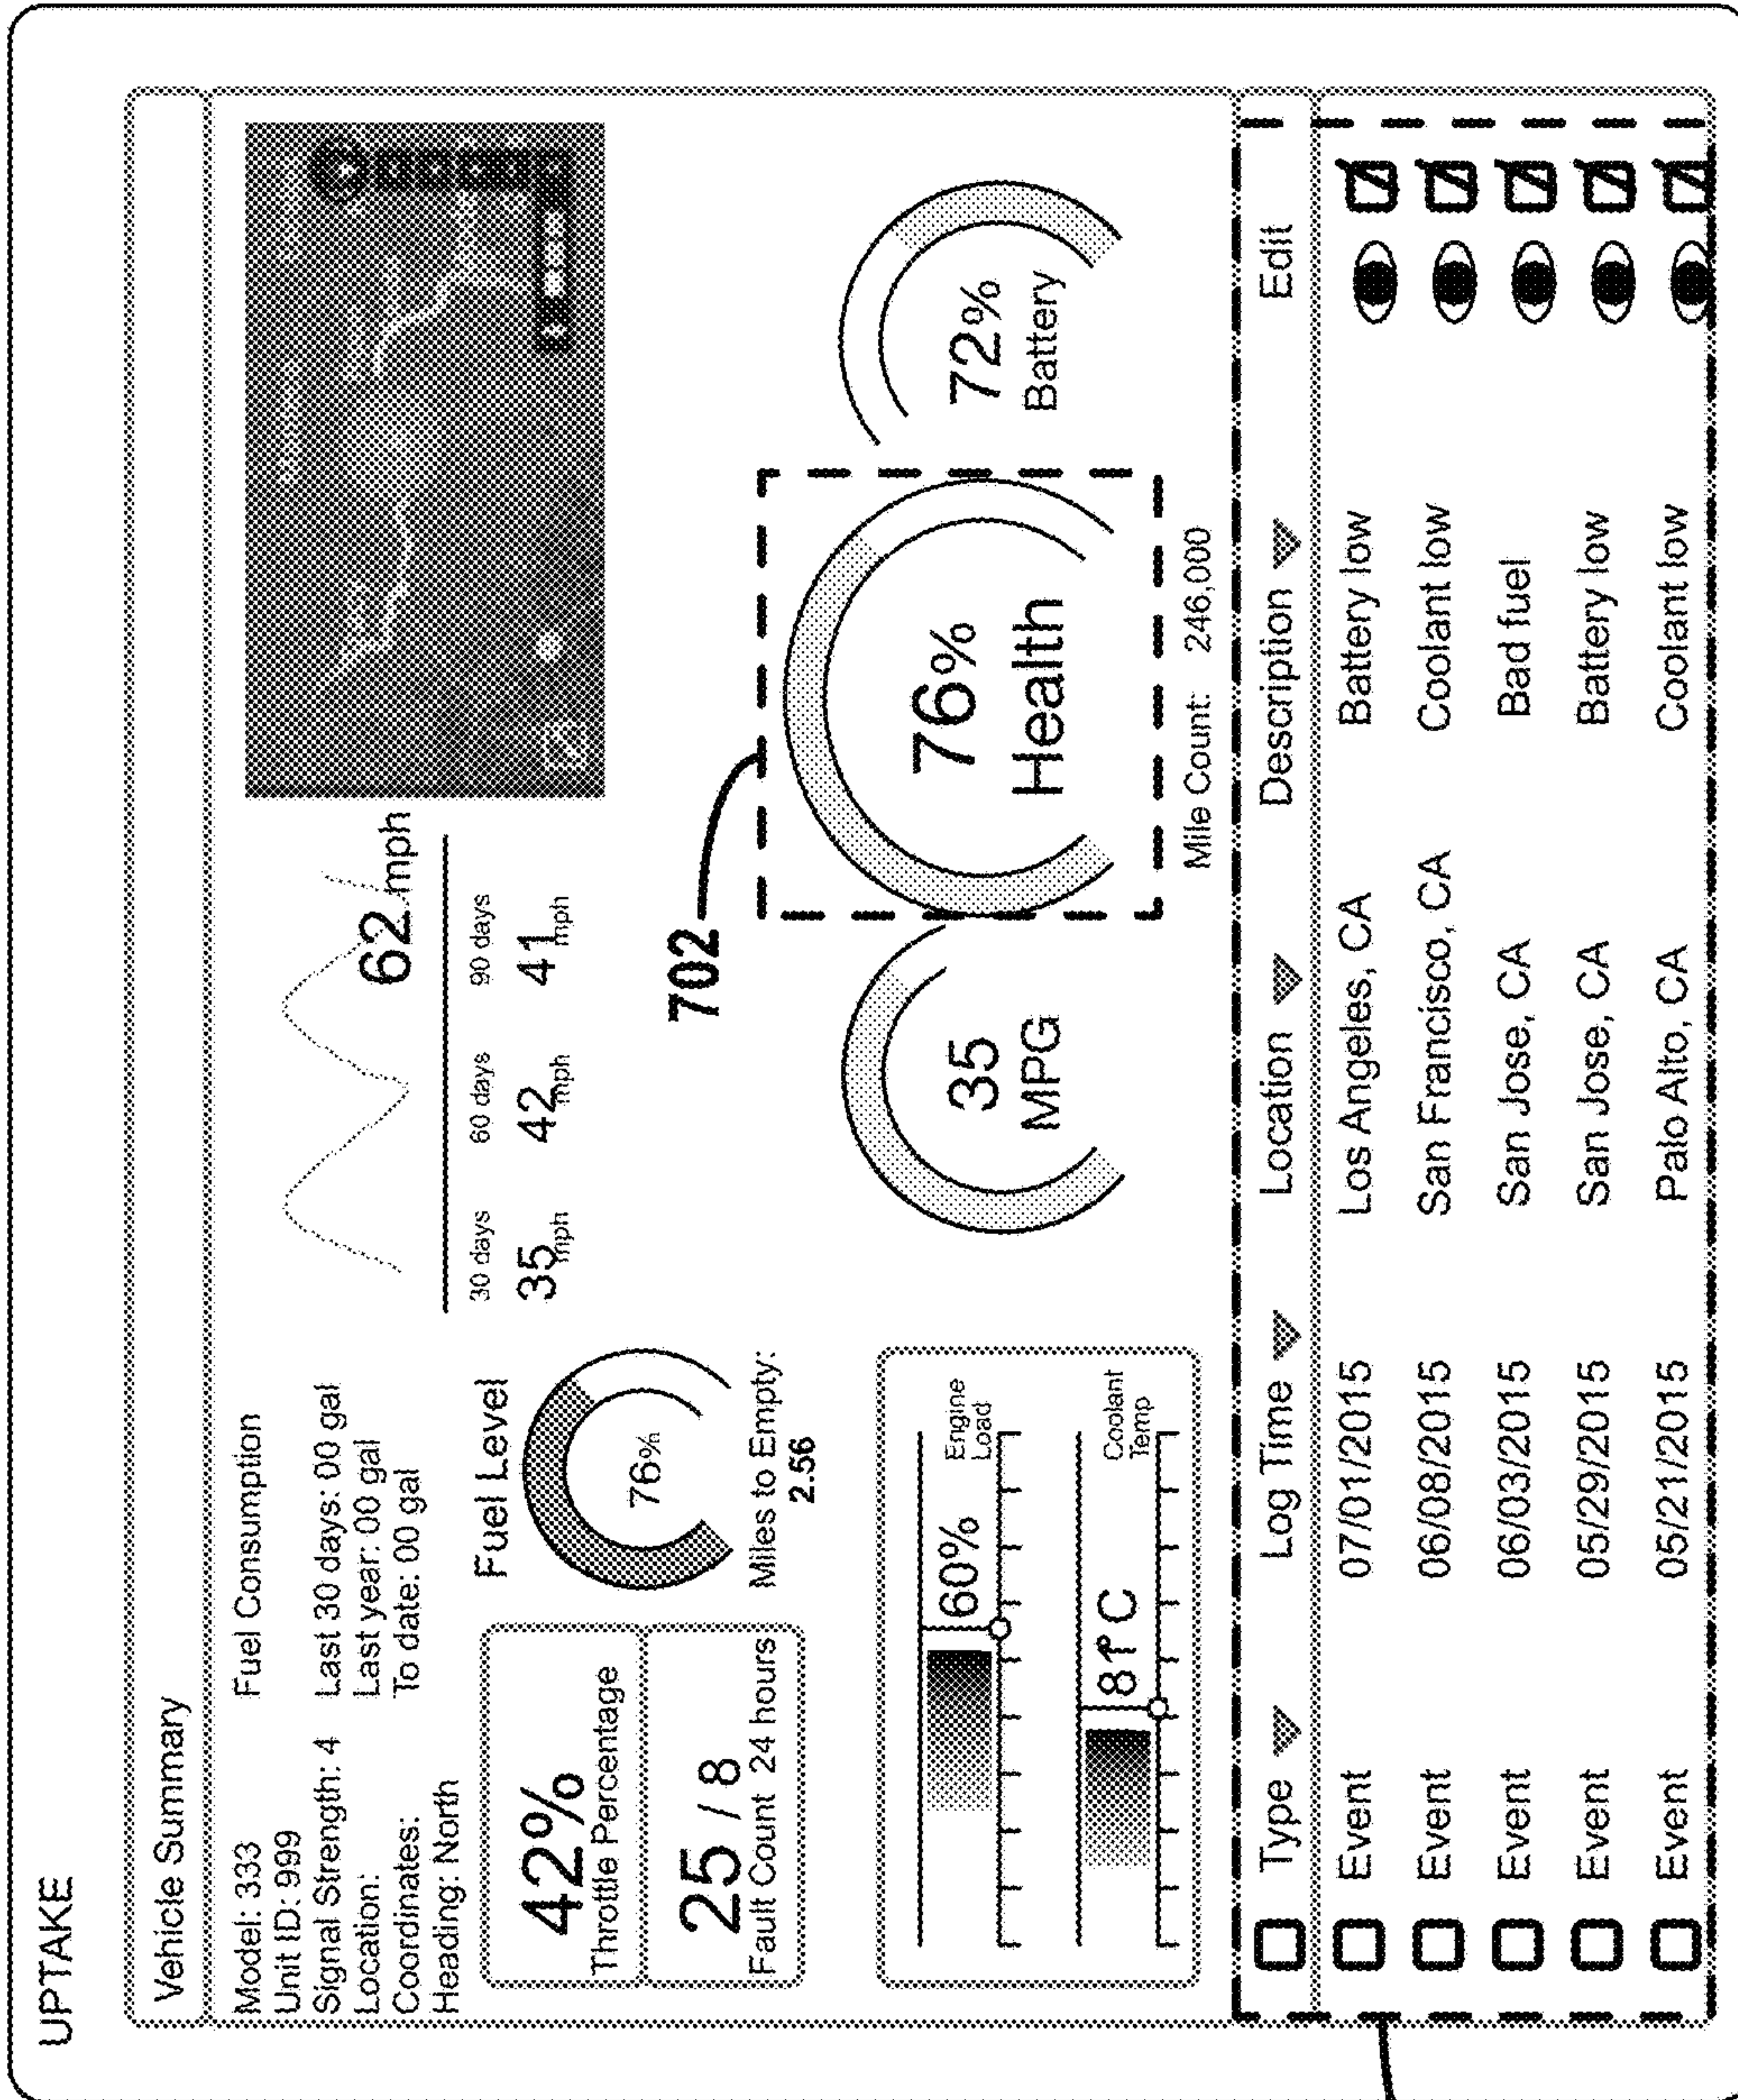 UPTAKE
Vehicle Summary
Model: 333
Unit ID: 999
Signal Strength: 4
Location:
Coordinates:
Heading: North
Fuel Consumption
Last 30 days: 00 gal
Last year: 00 gal
To date: 00 gal
42%
Throttle Percentage
25 / 8
Fault Count 24 hours
Fuel Level
76%
Miles to Empty:
2.56
62 mph
30 days 60 days 90 days
35 mph 42 mph 41 mph
60% Engine Load
81°C Coolant Temp
702
35
MPG
76%
Health
72%
Battery
Mile Count: 246,000
Type Log Time Location Description Edit
Event 07/01/2015 Los Angeles, CA Battery low
Event 06/08/2015 San Francisco, CA Coolant low
Event 06/03/2015 San Jose, CA Bad fuel
Event 05/29/2015 San Jose, CA Battery low
Event 05/21/2015 Palo Alto, CA Coolant low